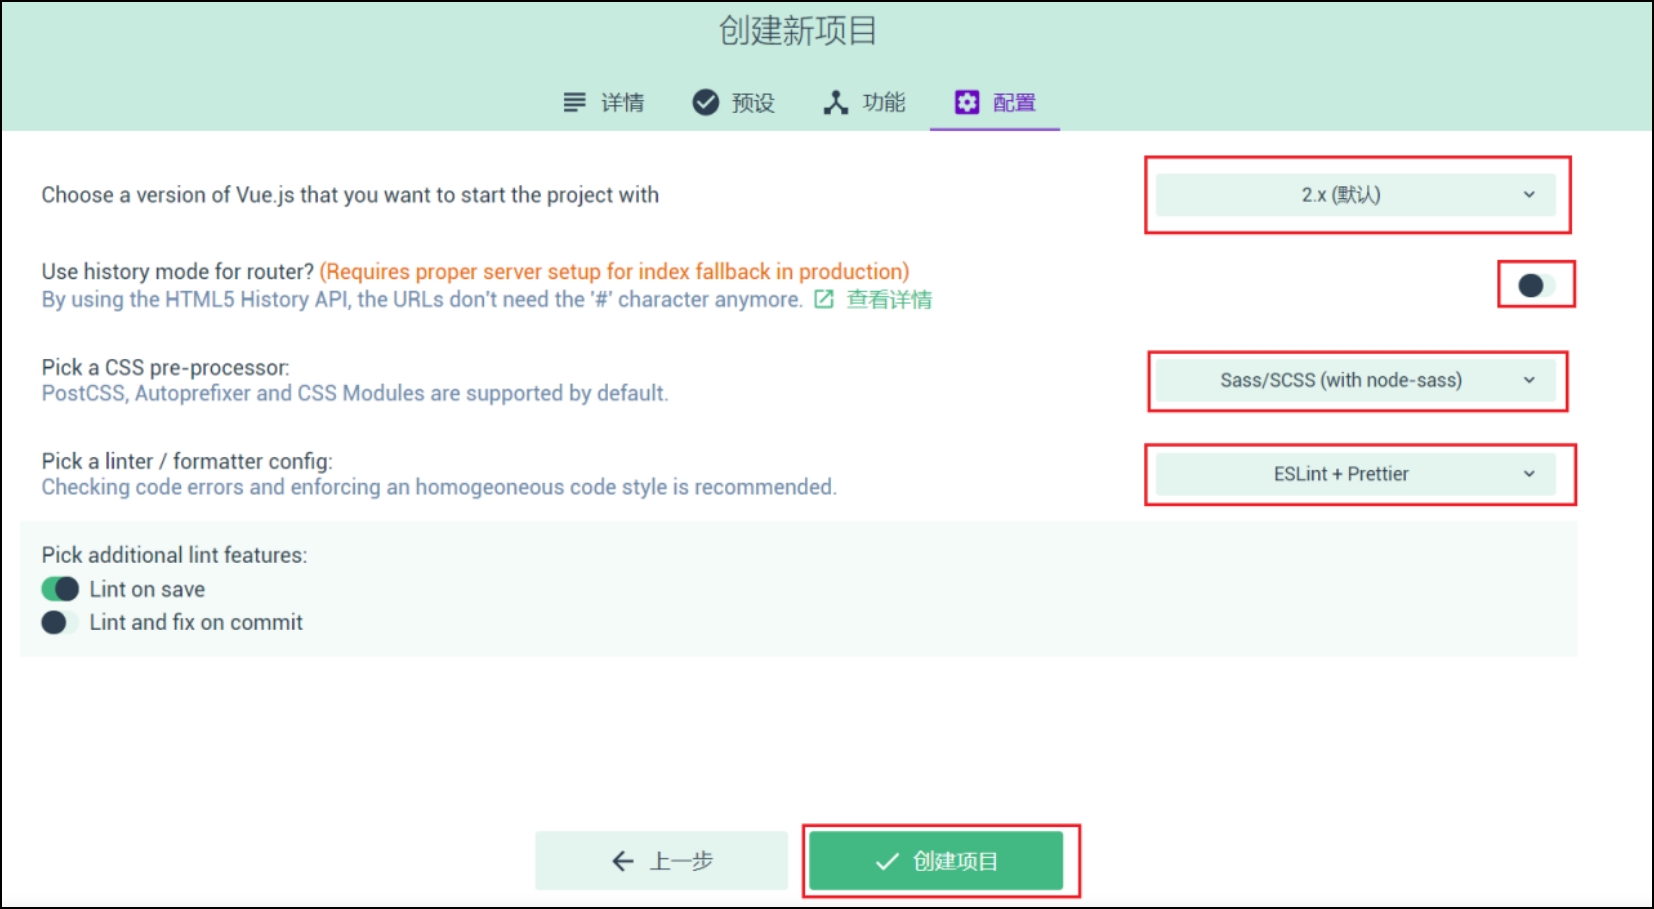 创建新项目
详情 预设 功能 配置
Choose a version of Vue.js that you want to start the project with
2.x (默认)
Use history mode for router? (Requires proper server setup for index fallback in production)
By using the HTML5 History API, the URLs don't need the '#' character anymore. 查看详情
Pick a CSS pre-processor:
PostCSS, Autoprefixer and CSS Modules are supported by default.
Sass/SCSS (with node-sass)
Pick a linter / formatter config:
Checking code errors and enforcing an homogeoneous code style is recommended.
ESLint + Prettier
Pick additional lint features:
Lint on save
Lint and fix on commit
上一步 创建项目